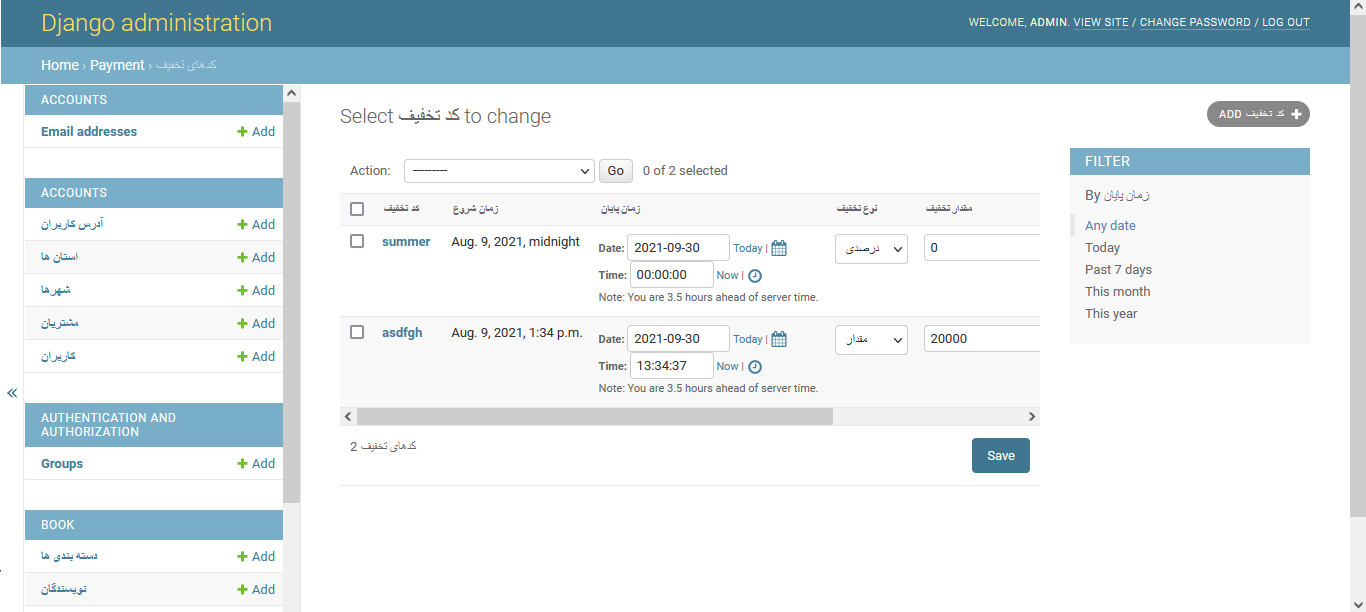 Django administration
WELCOME, ADMIN. VIEW SITE / CHANGE PASSWORD / LOG OUT
Home › Payment › کدهای تخفیف
ACCOUNTS
Email addresses + Add
ACCOUNTS
آدرس کاربران + Add
استان ها + Add
شهرها + Add
مشتریان + Add
کاربران + Add
«
AUTHENTICATION AND
AUTHORIZATION
Groups + Add
BOOK
دسته بندی ها + Add
نویسندگان + Add
Select کد تخفیف to change
ADD کد تخفیف +
Action: --------- Go 0 of 2 selected
کد تخفیف زمان شروع زمان پایان نوع تخفیف مقدار تخفیف
summer Aug. 9, 2021, midnight Date: 2021-09-30 Today | درصدی 0
Time: 00:00:00 Now |
Note: You are 3.5 hours ahead of server time.
asdfgh Aug. 9, 2021, 1:34 p.m. Date: 2021-09-30 Today | مقدار 20000
Time: 13:34:37 Now |
Note: You are 3.5 hours ahead of server time.
2 کدهای تخفیف
Save
FILTER
By زمان پایان
Any date
Today
Past 7 days
This month
This year